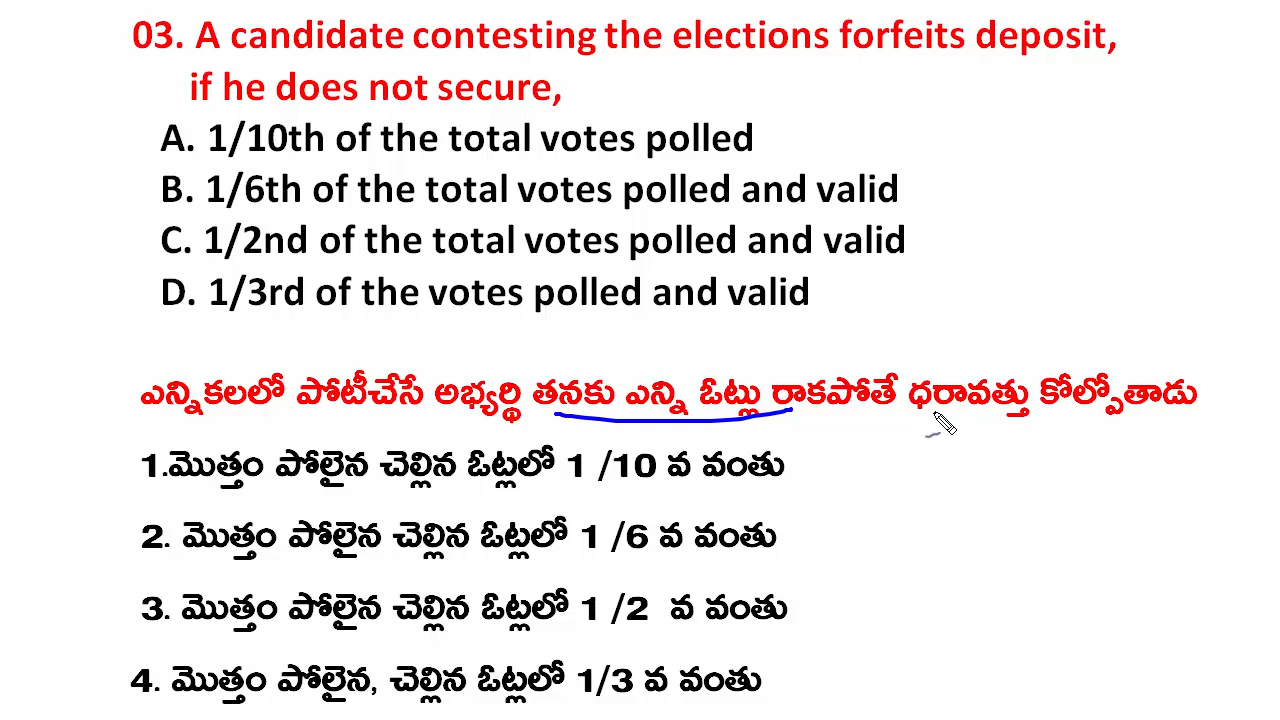 03. A candidate contesting the elections forfeits deposit,
if he does not secure,
A. 1/10th of the total votes polled
B. 1/6th of the total votes polled and valid
C. 1/2nd of the total votes polled and valid
D. 1/3rd of the votes polled and valid
ఎన్నికలలో పోటీచేసే అభ్యర్థి తనకు ఎన్ని ఓట్లు రాకపోతే ధరావత్తు కోల్పోతాడు
1.మొత్తం పోలైన చెల్లిన ఓట్లలో 1 /10 వ వంతు
2. మొత్తం పోలైన చెల్లిన ఓట్లలో 1 /6 వ వంతు
3. మొత్తం పోలైన చెల్లిన ఓట్లలో 1 /2 వ వంతు
4. మొత్తం పోలైన, చెల్లిన ఓట్లలో 1/3 వ వంతు